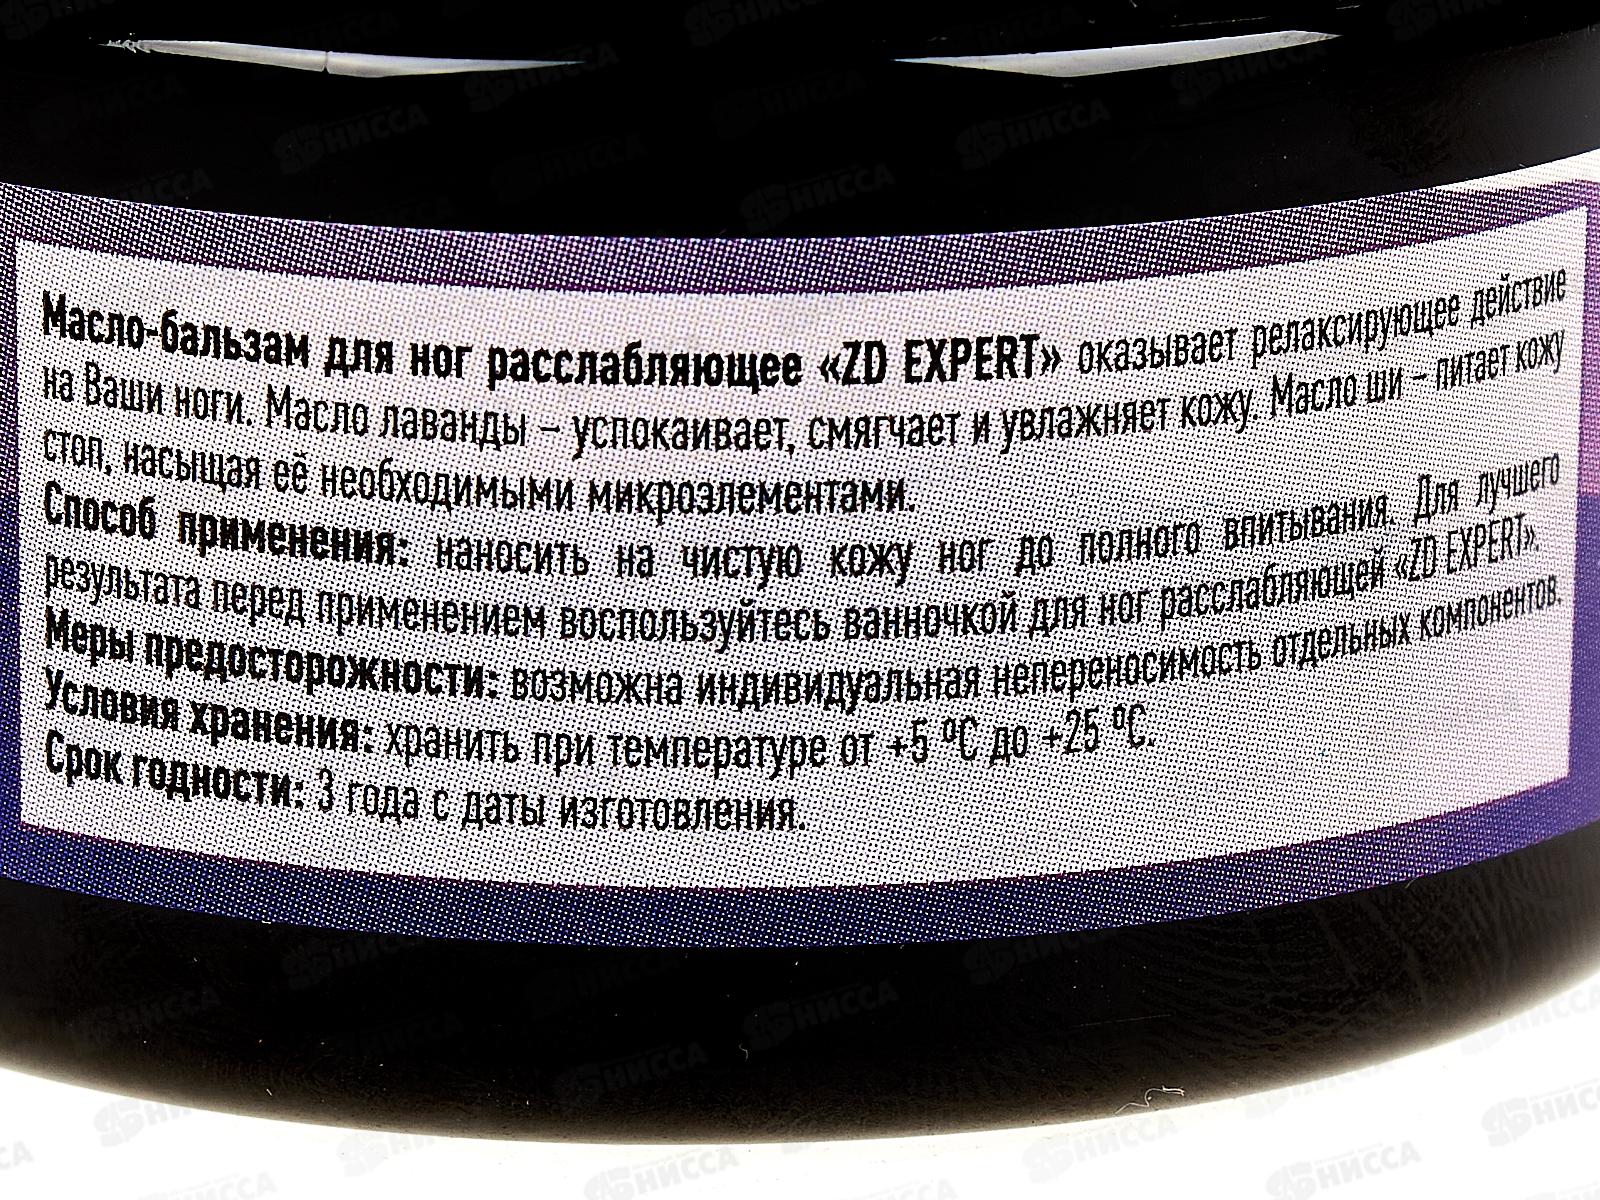 Масло-бальзам для ног расслабляющее «ZD EXPERT» оказывает релаксирующее действие
на Ваши ноги. Масло лаванды – успокаивает, смягчает и увлажняет кожу. Масло ши – питает кожу
стоп, насыщая её необходимыми микроэлементами.
Способ применения: наносить на чистую кожу ног до полного впитывания. Для лучшего
результата перед применением воспользуйтесь ванночкой для ног расслабляющей «ZD EXPERT».
Меры предосторожности: возможна индивидуальная непереносимость отдельных компонентов.
Условия хранения: хранить при температуре от +5 ºС до +25 ºС.
Срок годности: 3 года с даты изготовления.